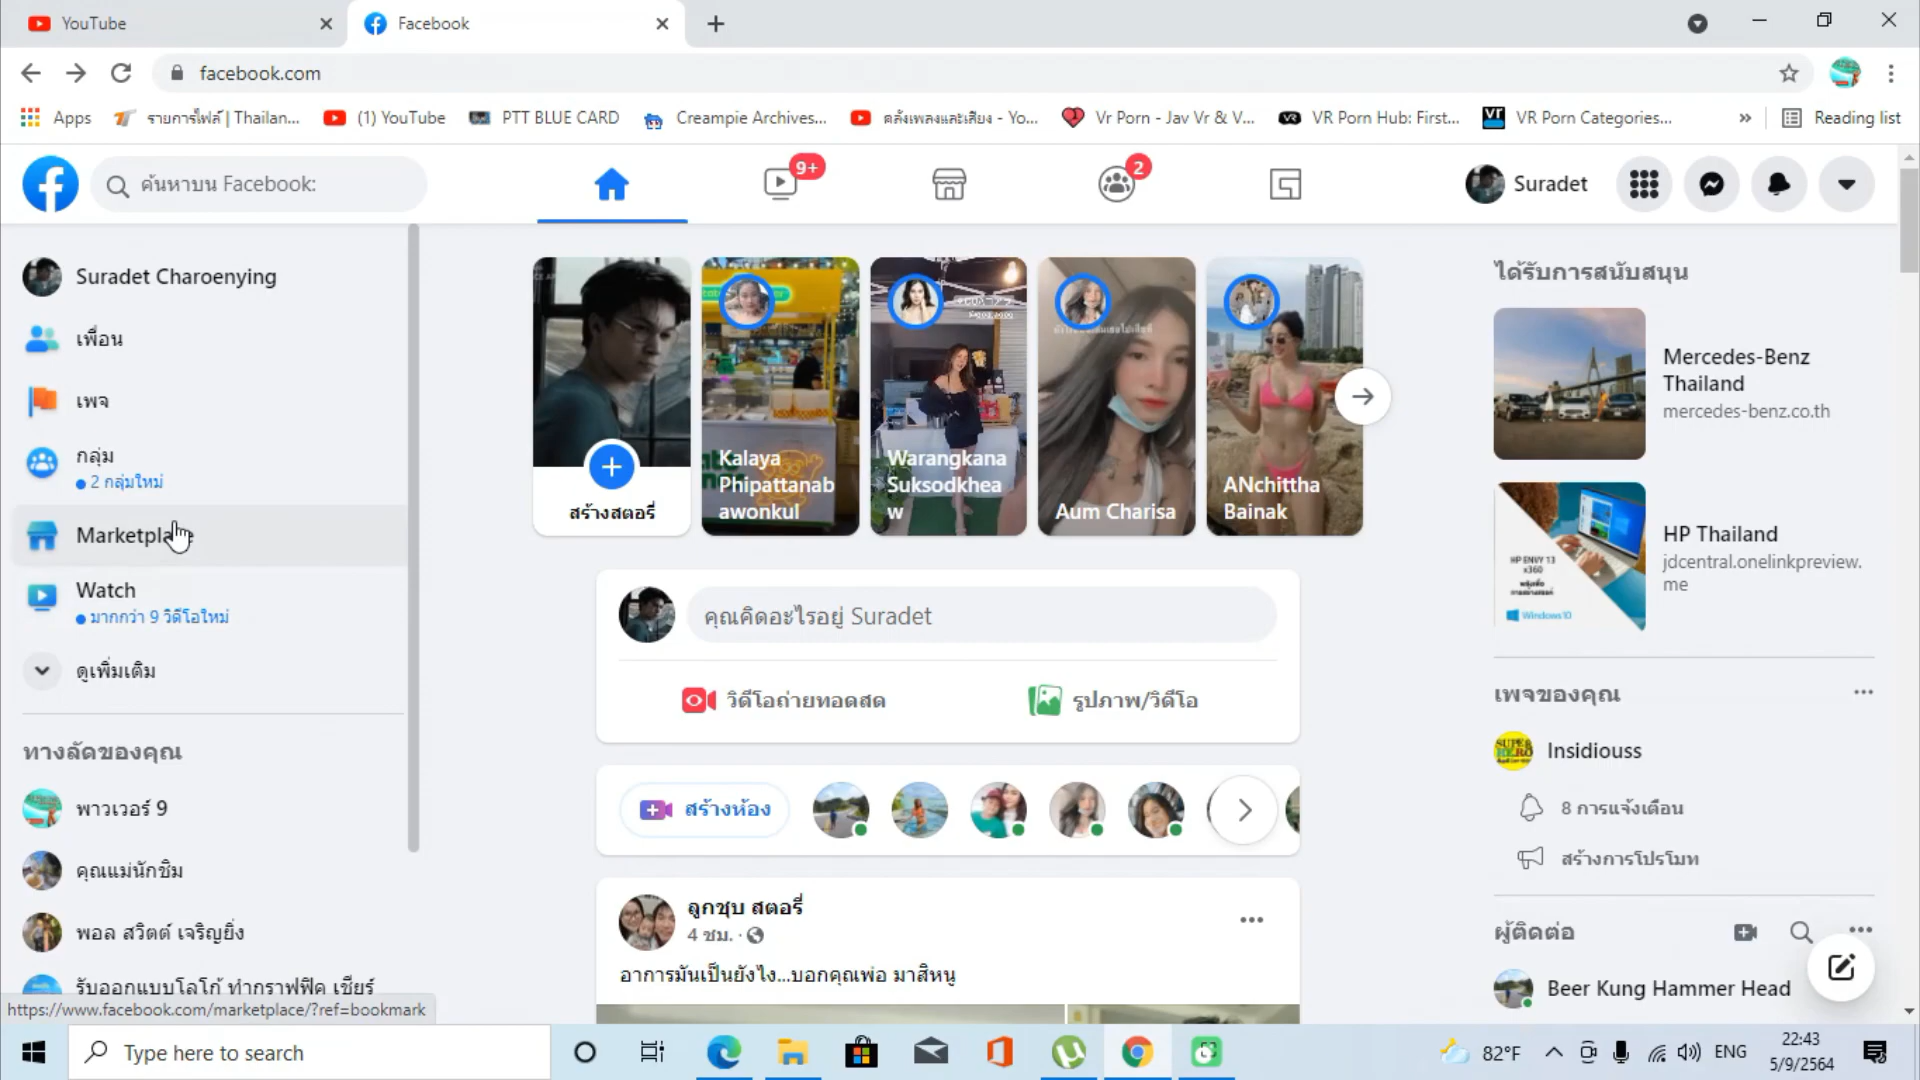 YouTube
Facebook
facebook.com
Apps
รายการไฟล์ | Thailan...
(1) YouTube
PTT BLUE CARD
Creampie Archives...
คลังเพลงและเสียง - Yo...
Vr Porn - Jav Vr & V...
VR Porn Hub: First...
VR Porn Categories...
Reading list
ค้นหาบน Facebook:
9+
2
Suradet
Suradet Charoenying
เพื่อน
เพจ
กลุ่ม
2 กลุ่มใหม่
Marketplace
Watch
มากกว่า 9 วิดีโอใหม่
ดูเพิ่มเติม
ทางลัดของคุณ
พาวเวอร์ 9
คุณแม่นักชิม
พอล สวิตต์ เจริญยิ่ง
รับออกแบบโลโก้ ทำกราฟฟิค เชียร์
https://www.facebook.com/marketplace/?ref=bookmark
สร้างสตอรี่
Kalaya
Phipattanab
awonkul
Warangkana
Suksodkhea
w
Aum Charisa
ANchittha
Bainak
คุณคิดอะไรอยู่ Suradet
วิดีโอถ่ายทอดสด
รูปภาพ/วิดีโอ
สร้างห้อง
ลูกชุบ สตอรี่
4 ชม. ·
อาการมันเป็นยังไง...บอกคุณพ่อ มาสิหนู
ได้รับการสนับสนุน
Mercedes-Benz
Thailand
mercedes-benz.co.th
HP ENVY 13
x360
Windows 10
HP Thailand
jdcentral.onelinkpreview.
me
เพจของคุณ
Insidiouss
8 การแจ้งเตือน
สร้างการโปรโมท
ผู้ติดต่อ
Beer Kung Hammer Head
Type here to search
82°F
ENG
22:43
5/9/2564